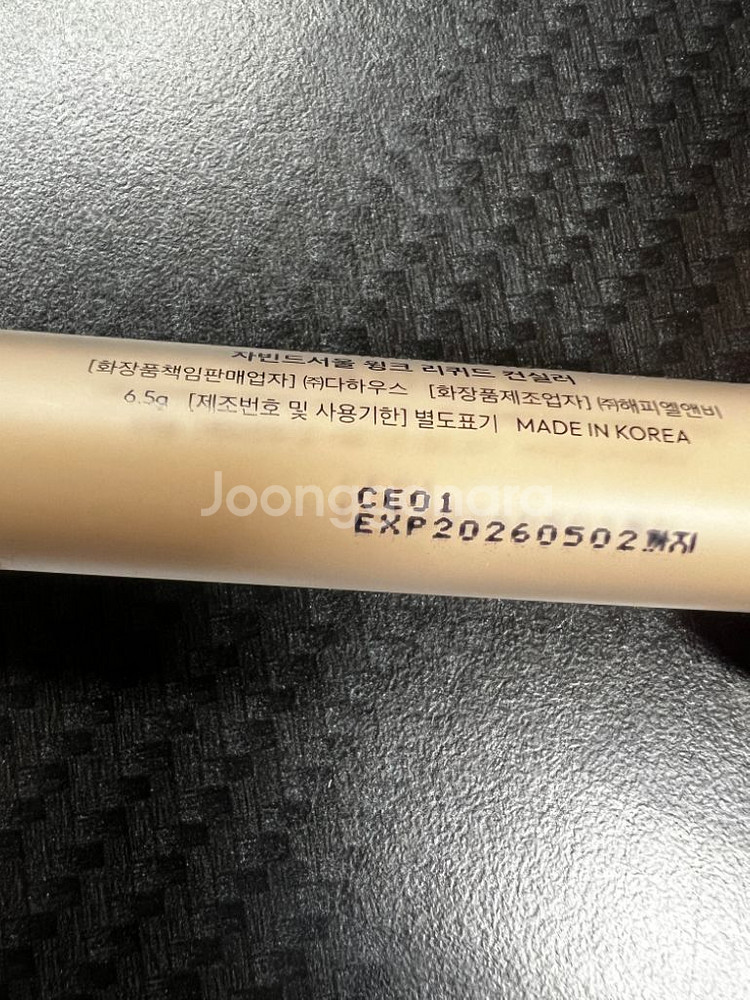 자빈드서울 윙크 리퀴드 컨실러
[화장품책임판매업자] ㈜다하우스 [화장품제조업자] ㈜해피엘앤비
6.5g [제조번호 및 사용기한] 별도표기 MADE IN KOREA
Joongonara
CE01
EXP20260502까지